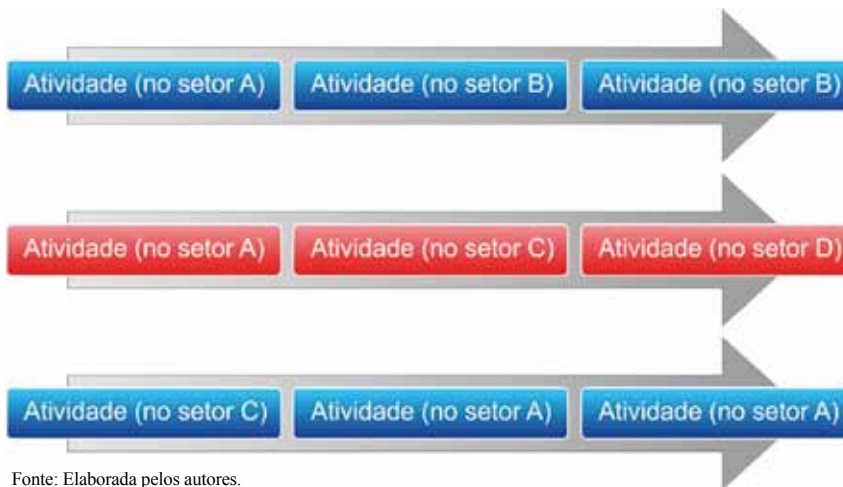 Atividade (no setor A) Atividade (no setor B) Atividade (no setor B)
Atividade (no setor A) Atividade (no setor C) Atividade (no setor D)
Atividade (no setor C) Atividade (no setor A) Atividade (no setor A)
Fonte: Elaborada pelos autores.